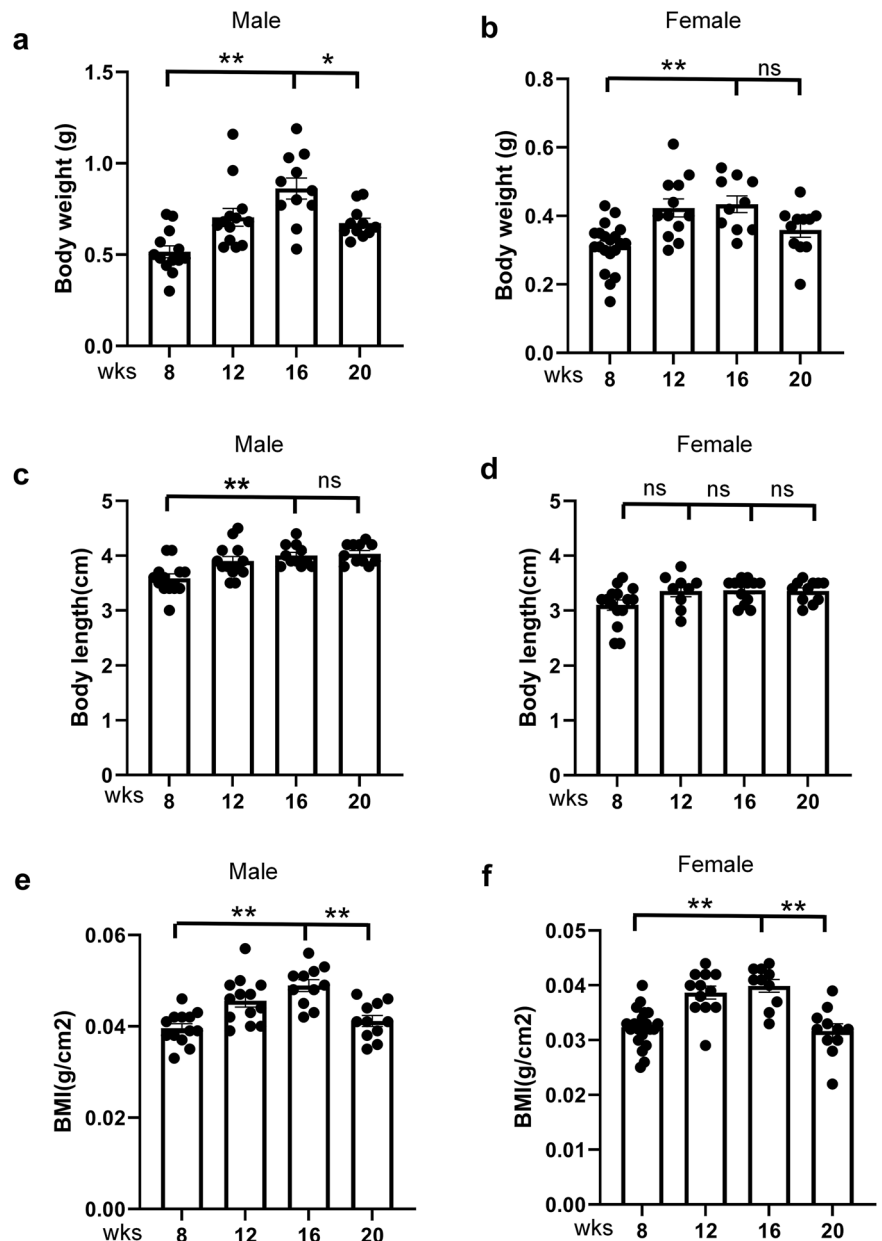 a
Male
**
*
Body weight (g)
1.5
1.0
0.5
0.0
wks
8
12
16
20
b
Female
**
ns
Body weight (g)
0.8
0.6
0.4
0.2
0.0
wks
8
12
16
20
c
Male
**
ns
Body length(cm)
5
4
3
2
1
0
wks
8
12
16
20
d
Female
ns
ns
ns
Body length(cm)
5
4
3
2
1
0
wks
8
12
16
20
e
Male
**
**
BMI(g/cm2)
0.06
0.04
0.02
0.00
wks
8
12
16
20
f
Female
**
**
BMI(g/cm2)
0.05
0.04
0.03
0.02
0.01
0.00
wks
8
12
16
20